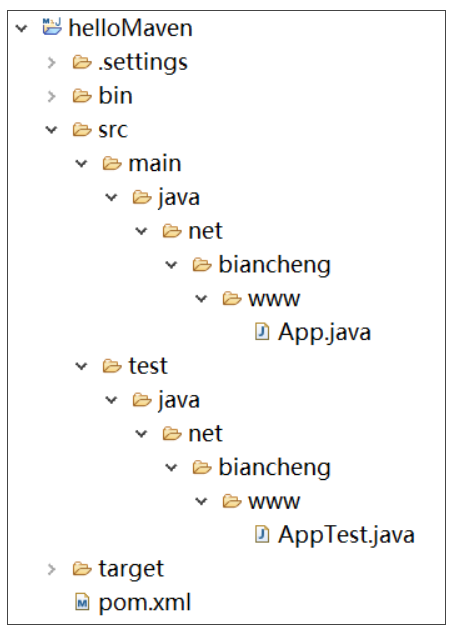 helloMaven
.settings
bin
src
main
java
net
biancheng
www
App.java
test
java
net
biancheng
www
AppTest.java
target
pom.xml